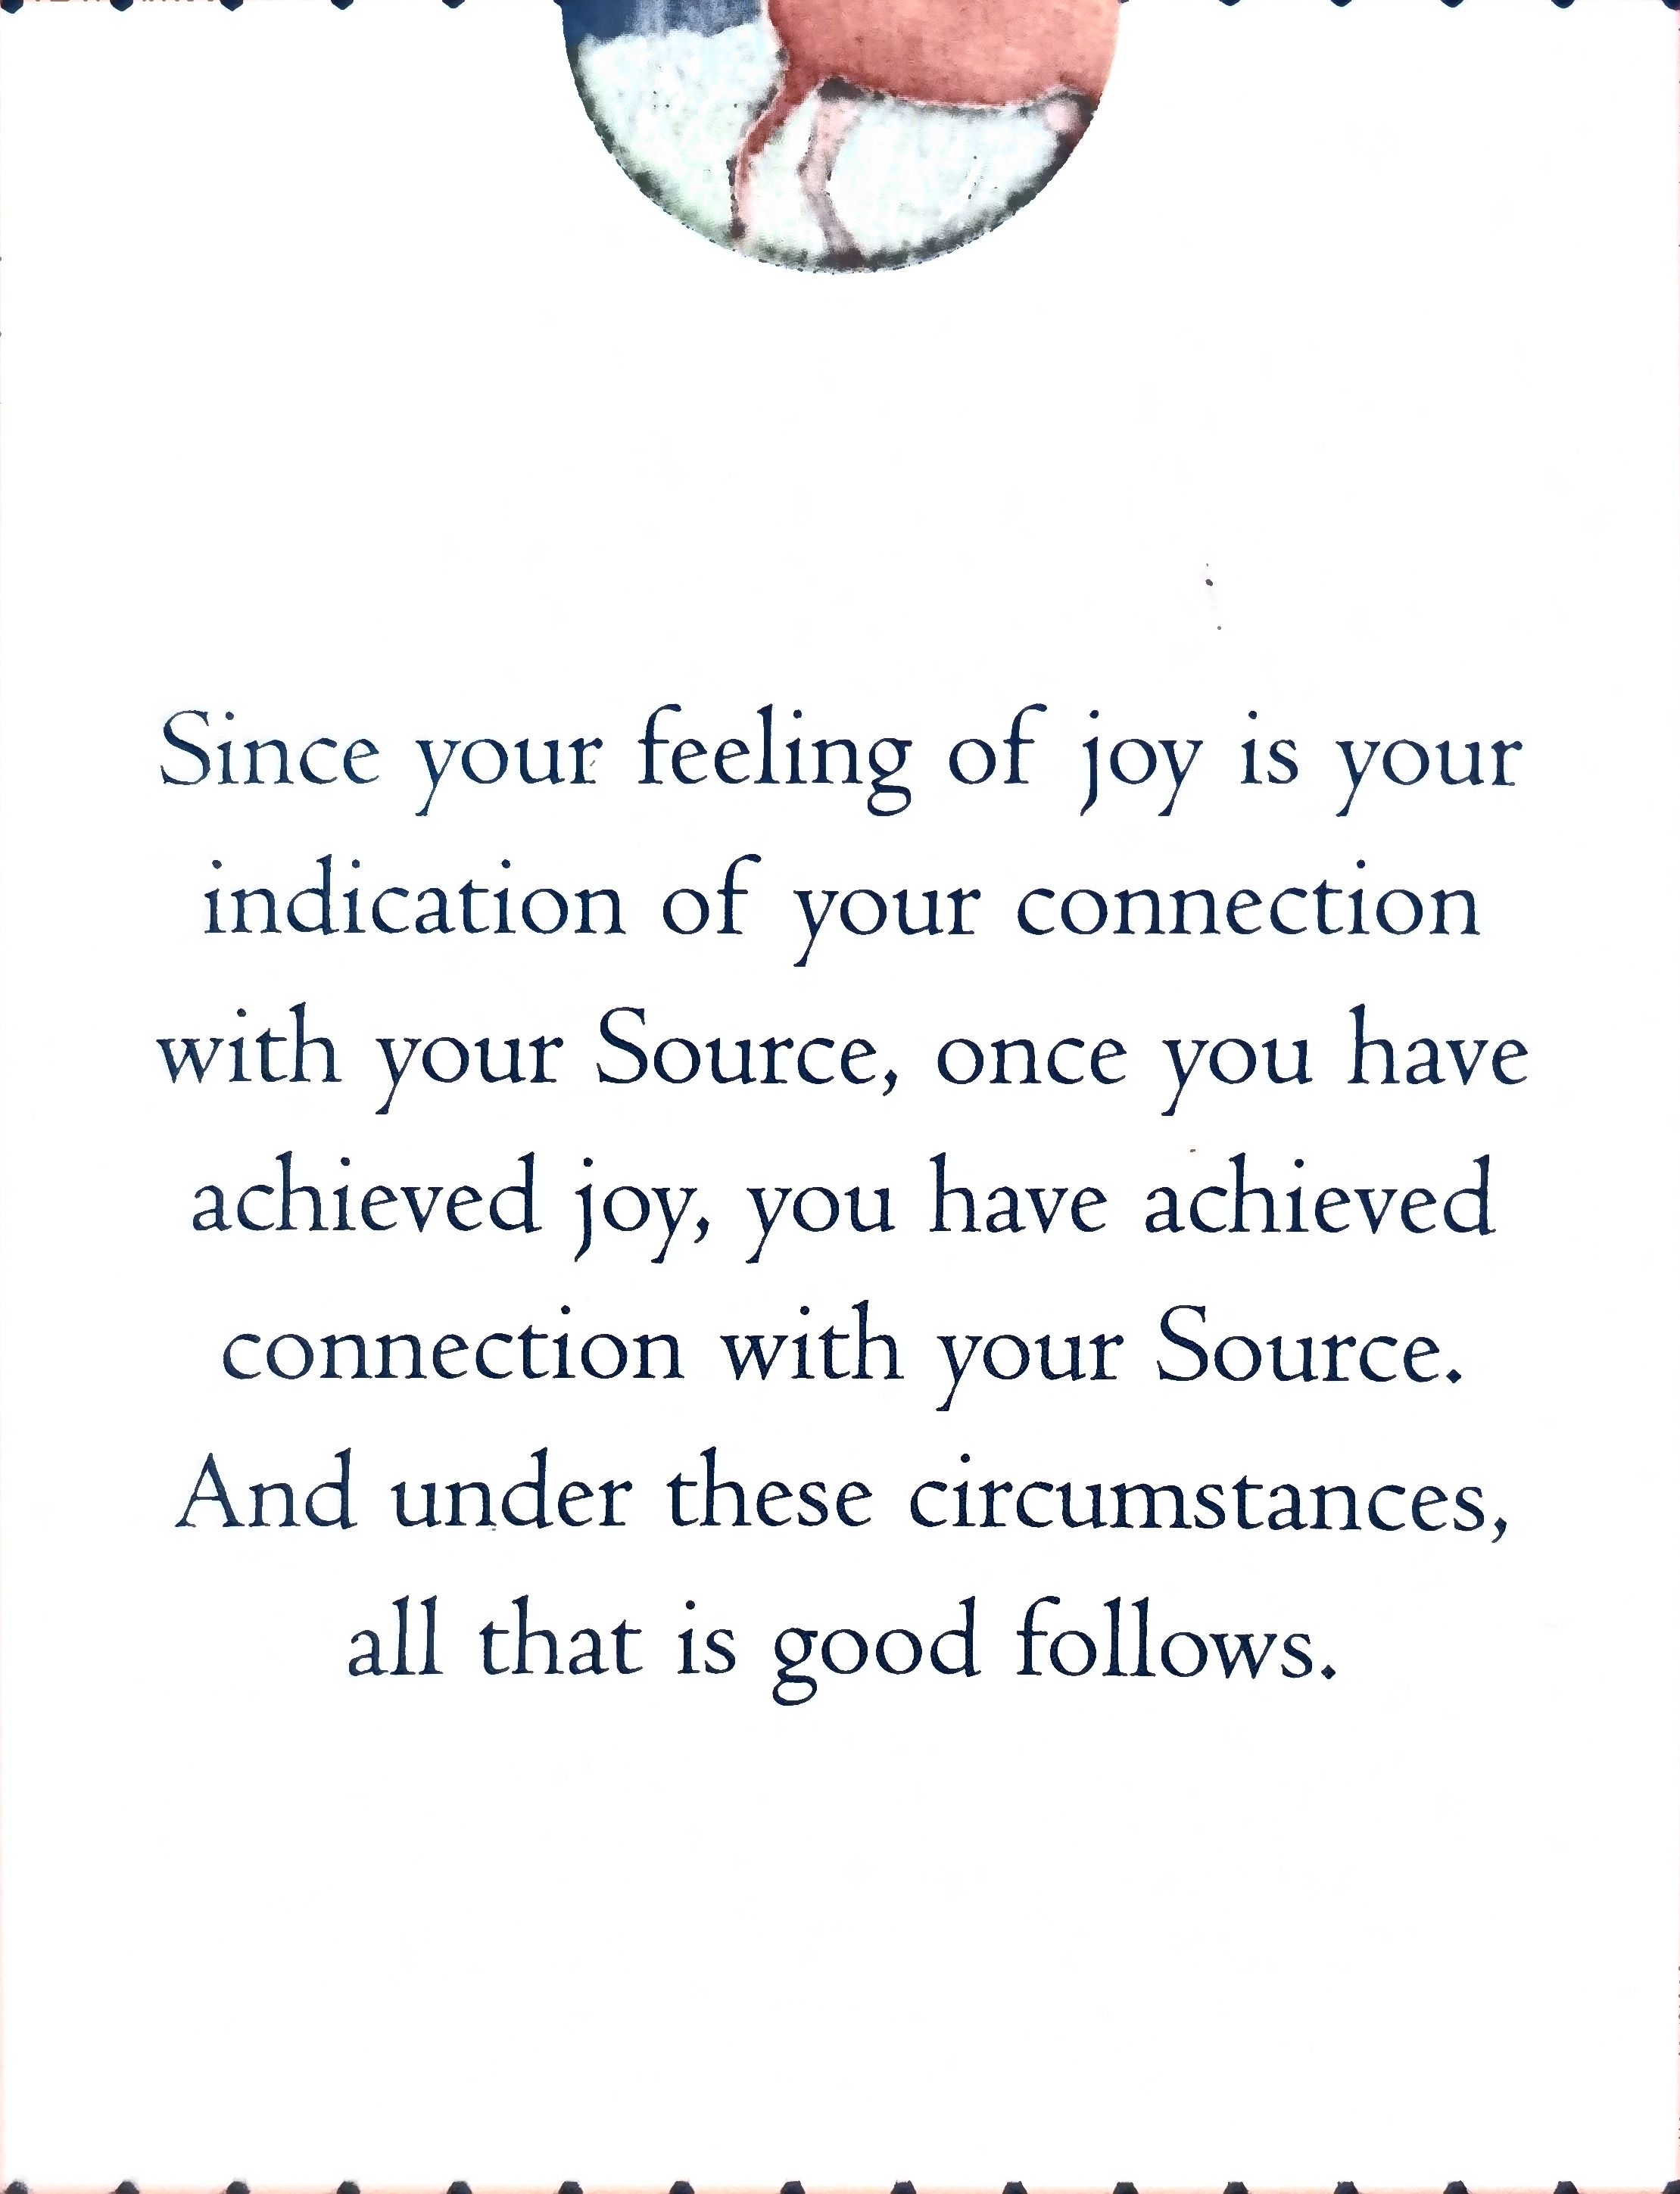 Since your feeling of joy is your
indication of your connection
with your Source, once you have
achieved joy, you have achieved
connection with your Source.
And under these circumstances,
all that is good follows.